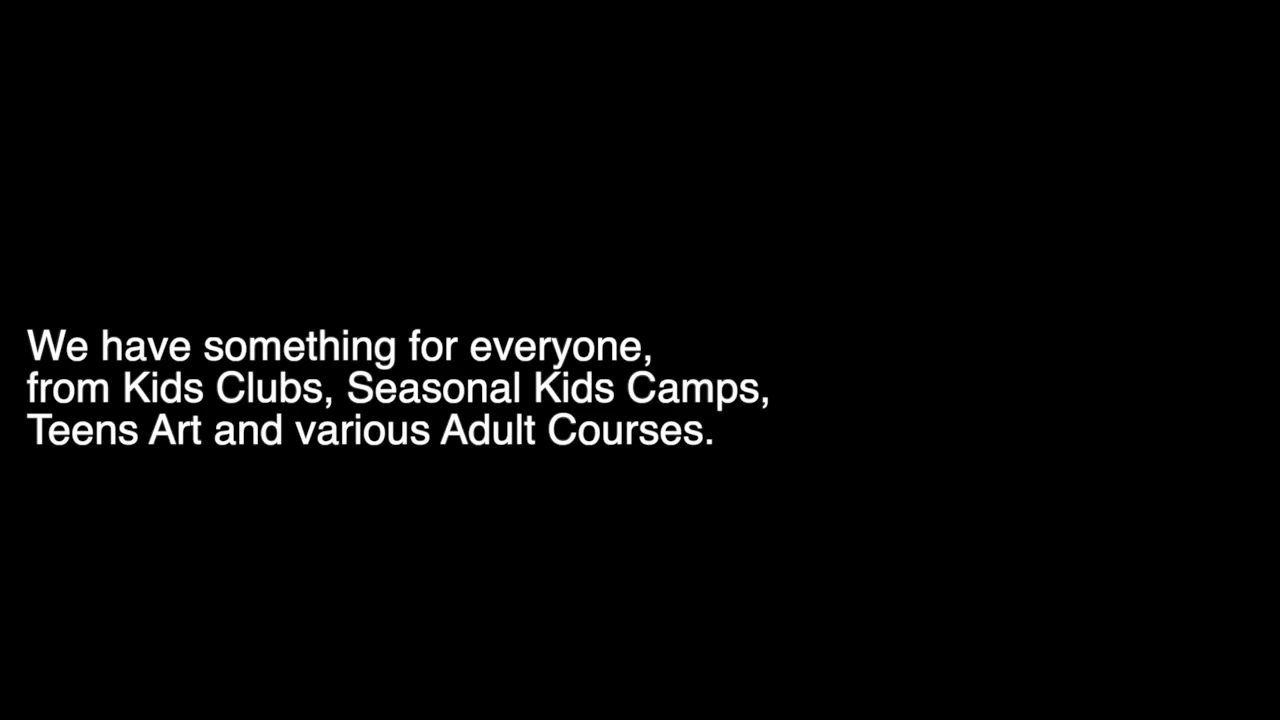 We have something for everyone,
from Kids Clubs, Seasonal Kids Camps,
Teens Art and various Adult Courses.